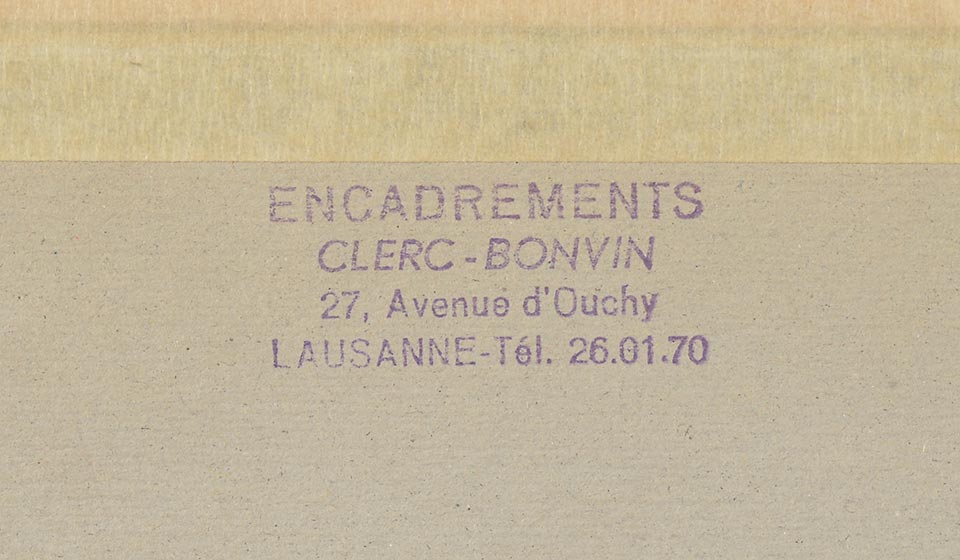 ENCADREMENTS
CLERC-BONVIN
27, Avenue d'Ouchy
LAUSANNE-Tél. 26.01.70